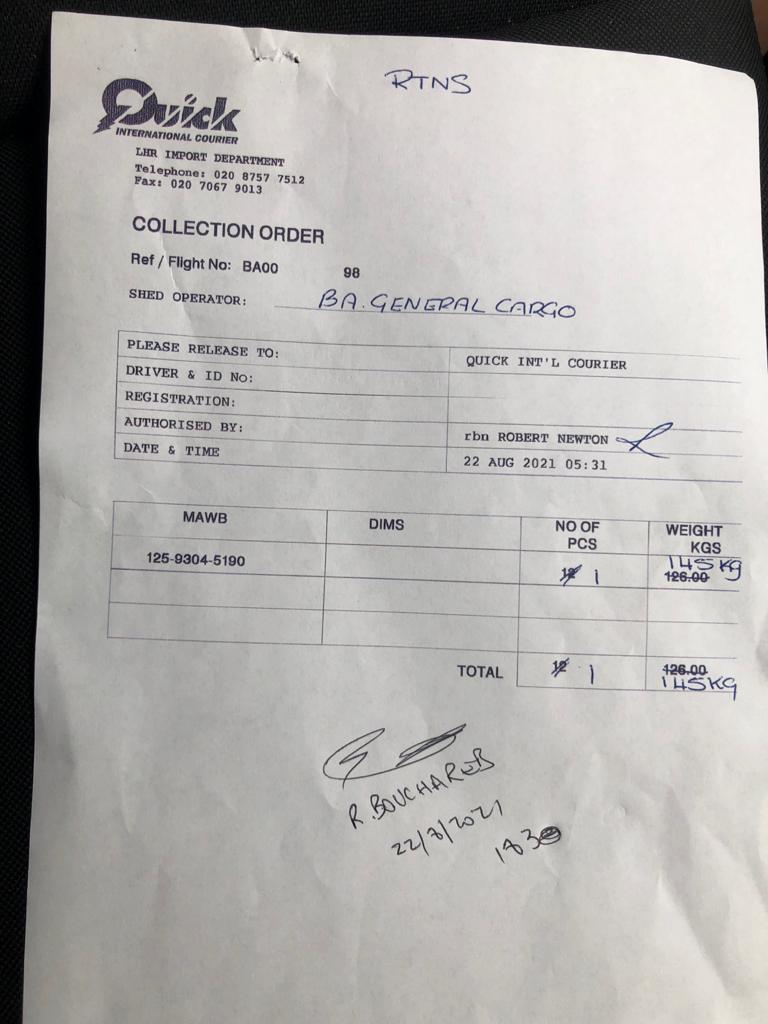 RTNS
Quick
INTERNATIONAL COURIER
LHR IMPORT DEPARTMENT
Telephone: 020 8757 7512
Fax: 020 7067 9013
COLLECTION ORDER
Ref / Flight No: BA00 98
SHED OPERATOR: BA. GENERAL CARGO
PLEASE RELEASE TO: QUICK INT'L COURIER
DRIVER & ID No:
REGISTRATION:
AUTHORISED BY: rbn ROBERT NEWTON
DATE & TIME 22 AUG 2021 05:31
MAWB DIMS NO OF PCS WEIGHT KGS
145KG
125-9304-5190 12 1 126.00
TOTAL 12 1 126.00
145KG
R. BOUCHAREB
22/8/2021
1830